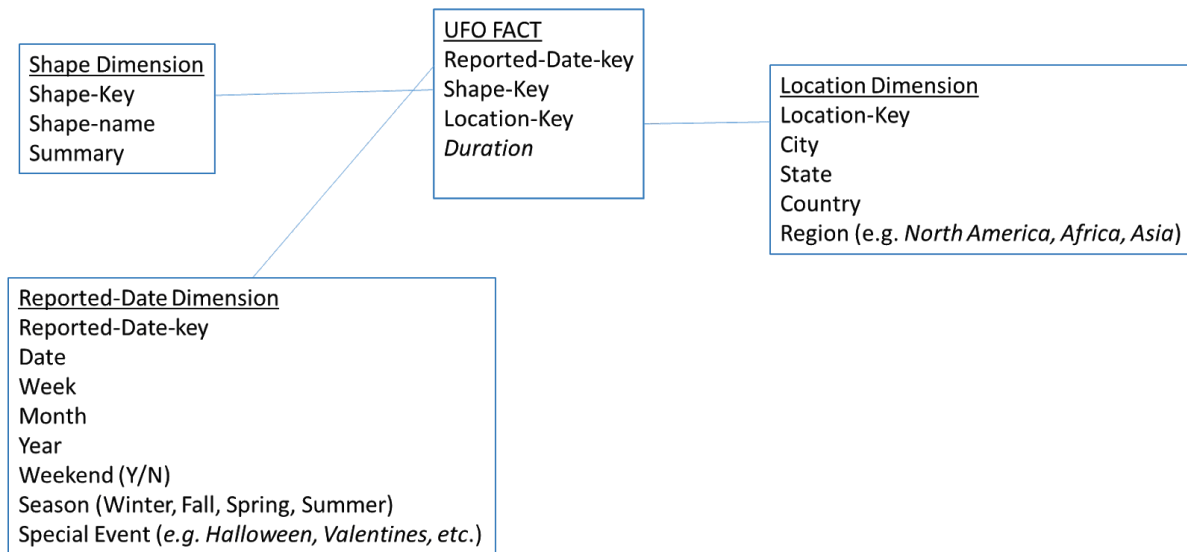 UFO FACT
Reported-Date-key
Shape-Key
Location-Key
Duration
Shape Dimension
Shape-Key
Shape-name
Summary
Location Dimension
Location-Key
City
State
Country
Region (e.g. North America, Africa, Asia)
Reported-Date Dimension
Reported-Date-key
Date
Week
Month
Year
Weekend (Y/N)
Season (Winter, Fall, Spring, Summer)
Special Event (e.g. Halloween, Valentines, etc.)